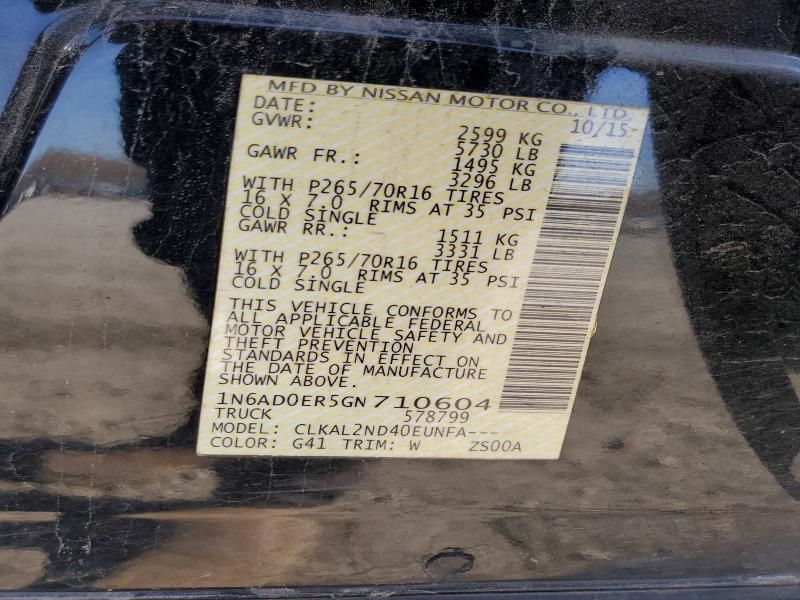 MFD BY NISSAN MOTOR CO., LTD.
DATE: 10/15
GVWR: 2599 KG
5730 LB
GAWR FR.: 1495 KG
3296 LB
WITH P265/70R16 TIRES
16 X 7.0 RIMS AT 35 PSI
COLD SINGLE
GAWR RR.: 1511 KG
3331 LB
WITH P265/70R16 TIRES
16 X 7.0 RIMS AT 35 PSI
COLD SINGLE
THIS VEHICLE CONFORMS TO
ALL APPLICABLE FEDERAL
MOTOR VEHICLE SAFETY AND
THEFT PREVENTION
STANDARDS IN EFFECT ON
THE DATE OF MANUFACTURE
SHOWN ABOVE.
1N6AD0ER5GN710604
TRUCK 578799
MODEL: CLKAL2ND40EUNFA---
COLOR: G41 TRIM: W ZS00A